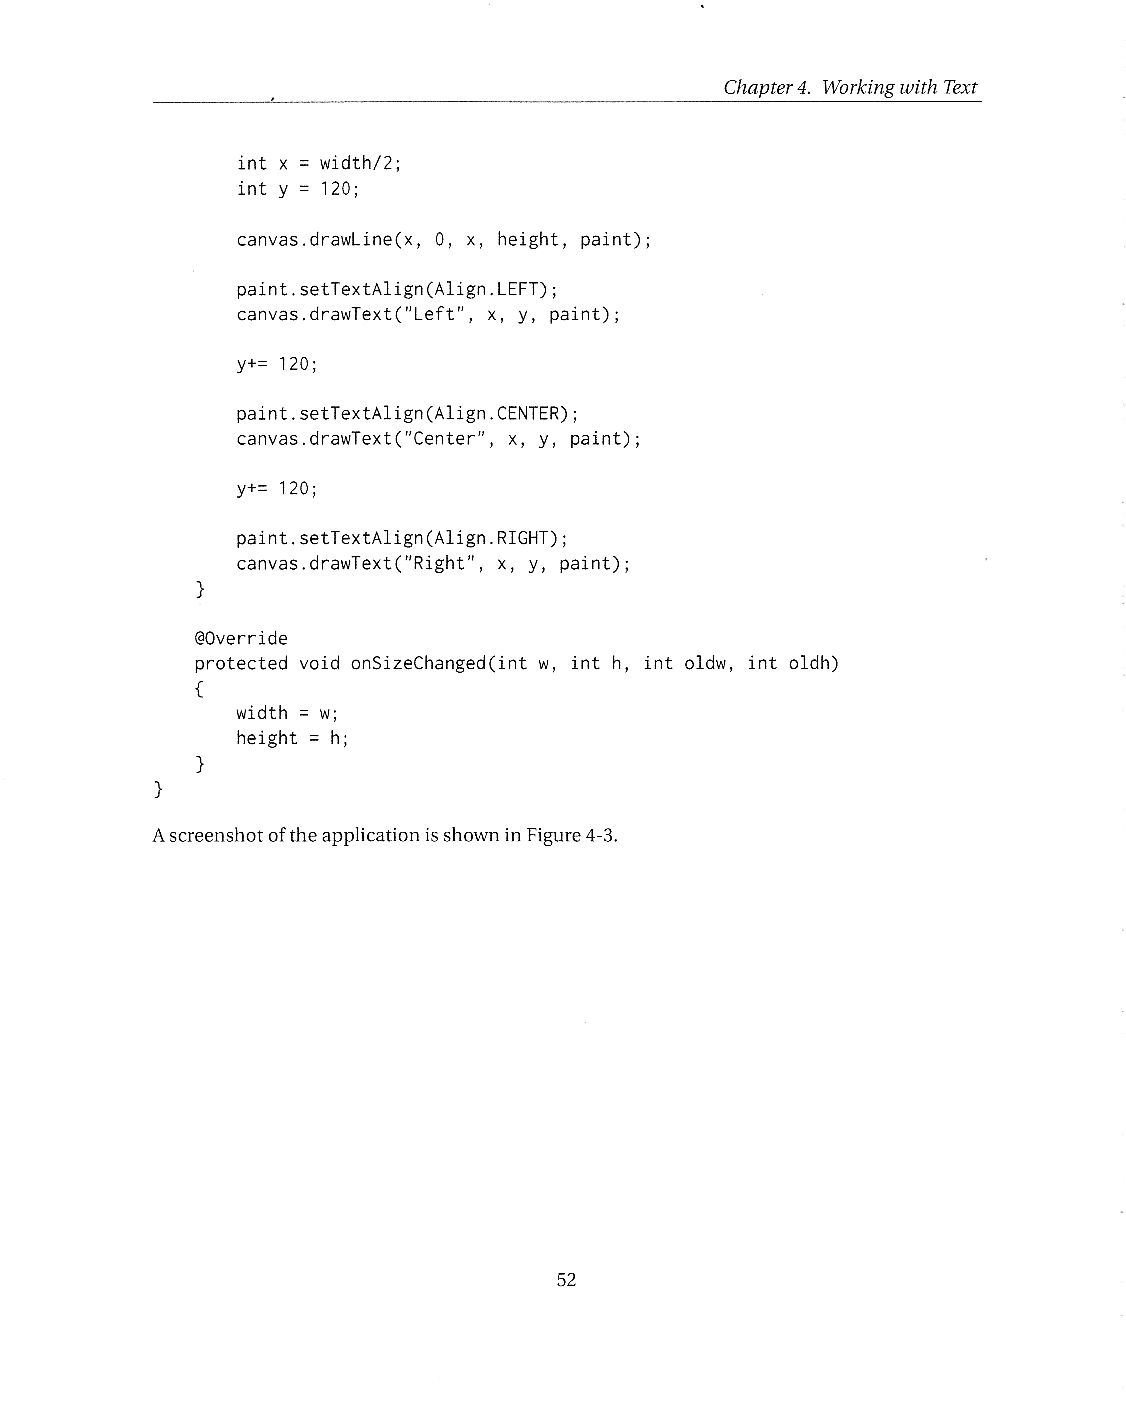 Chapter 4. Working with Text
int x = width/2;
int y = 120;
canvas.drawLine(x, 0, x, height, paint);
paint.setTextAlign(Align.LEFT);
canvas.drawText("Left", x, y, paint);
y+= 120;
paint.setTextAlign(Align.CENTER);
canvas.drawText("Center", x, y, paint);
y+= 120;
paint.setTextAlign(Align.RIGHT);
canvas.drawText("Right", x, y, paint);
}
@Override
protected void onSizeChanged(int w, int h, int oldw, int oldh)
{
width = w;
height = h;
}
}
A screenshot of the application is shown in Figure 4-3.
52